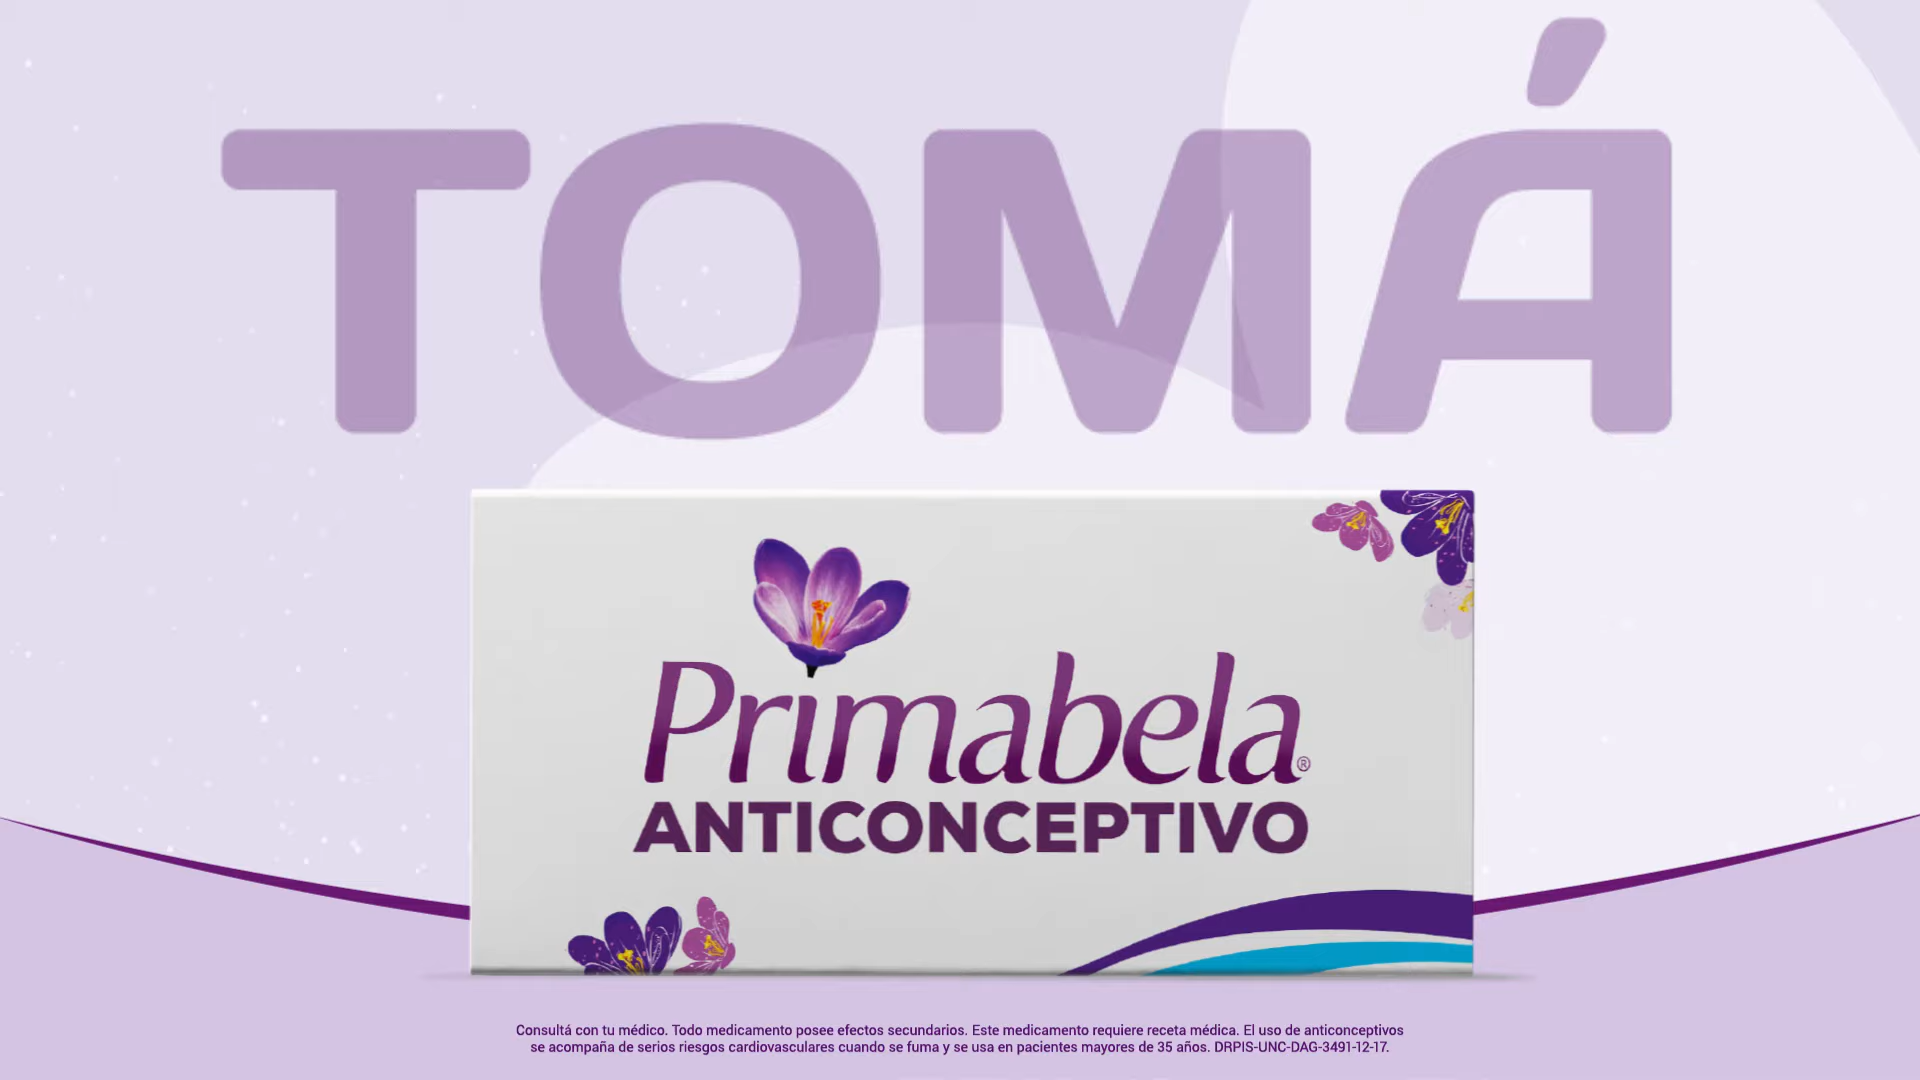 TOMÁ
Primabela®
ANTICONCEPTIVO
Consultá con tu médico. Todo medicamento posee efectos secundarios. Este medicamento requiere receta médica. El uso de anticonceptivos
se acompaña de serios riesgos cardiovasculares cuando se fuma y se usa en pacientes mayores de 35 años. DRPIS-UNC-DAG-3491-12-17.